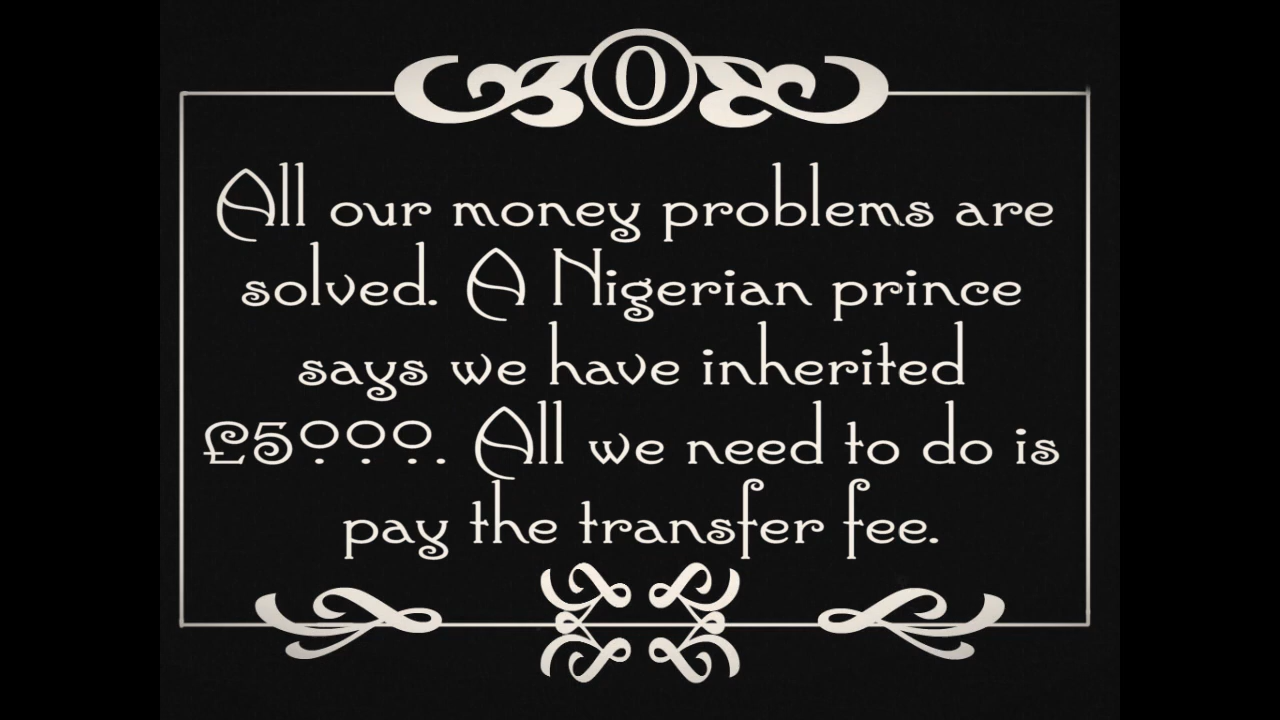 0
All our money problems are
solved. A Nigerian prince
says we have inherited
£5000. All we need to do is
pay the transfer fee.